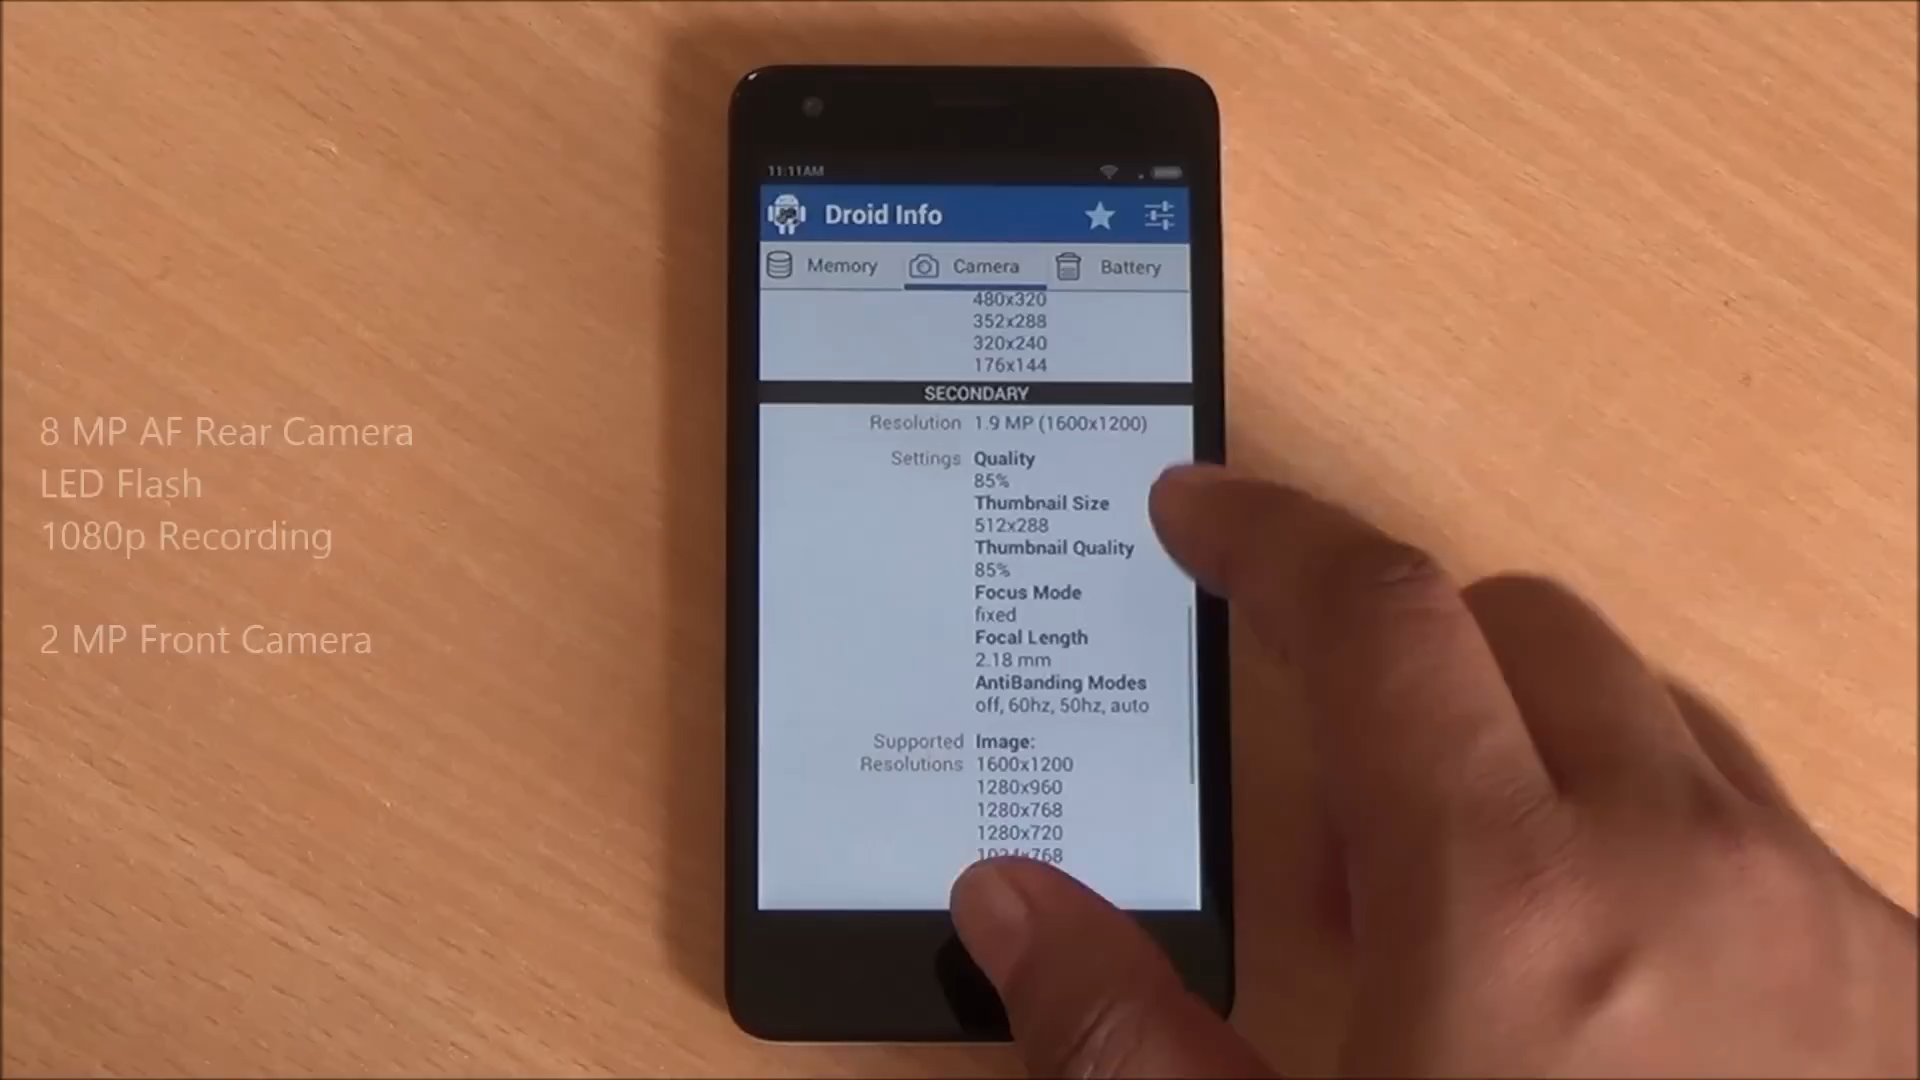 8 MP AF Rear Camera
LED Flash
1080p Recording
2 MP Front Camera
11:11AM
Droid Info
Memory
Camera
Battery
480x320
352x288
320x240
176x144
SECONDARY
Resolution 1.9 MP (1600x1200)
Settings Quality
85%
Thumbnail Size
512x288
Thumbnail Quality
85%
Focus Mode
fixed
Focal Length
2.18 mm
AntiBanding Modes
off, 60hz, 50hz, auto
Supported Image:
Resolutions 1600x1200
1280x960
1280x768
1280x720
1024x768